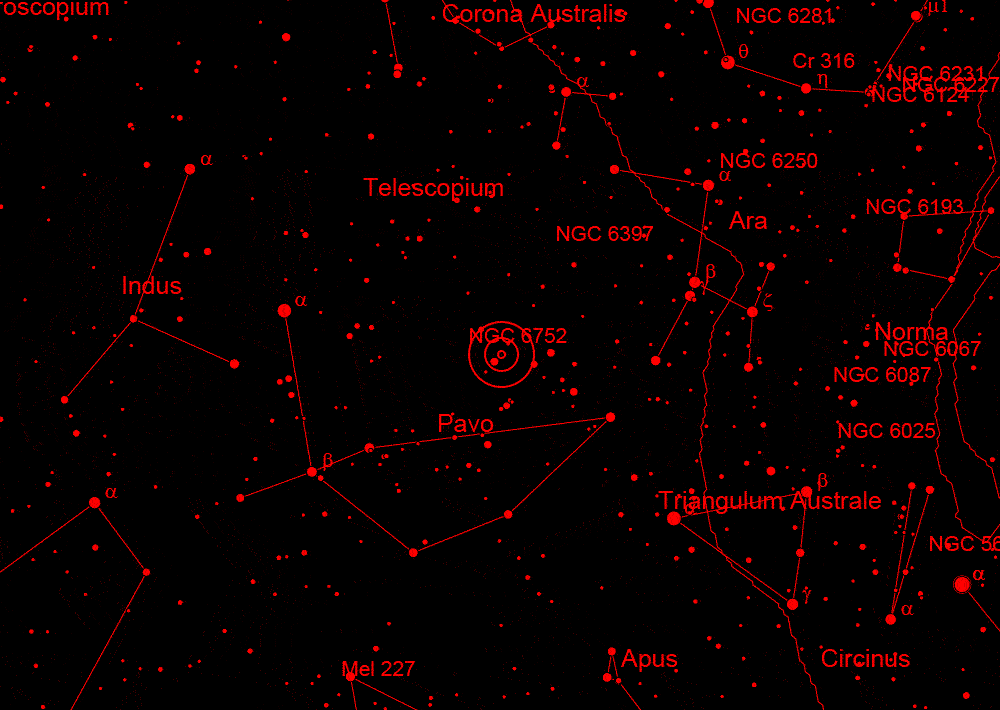 roscopium
Corona Australis
NGC 6281
μ1
θ
Cr 316
η
NGC 6231
NGC 6227
NGC 6124
α
NGC 6250
α
α
Telescopium
NGC 6193
Ara
NGC 6397
β
Indus
α
ζ
NGC 6752
Norma
NGC 6067
NGC 6087
Pavo
NGC 6025
β
β
α
Triangulum Australe
α
NGC 56
α
γ
α
Mel 227
Apus
Circinus